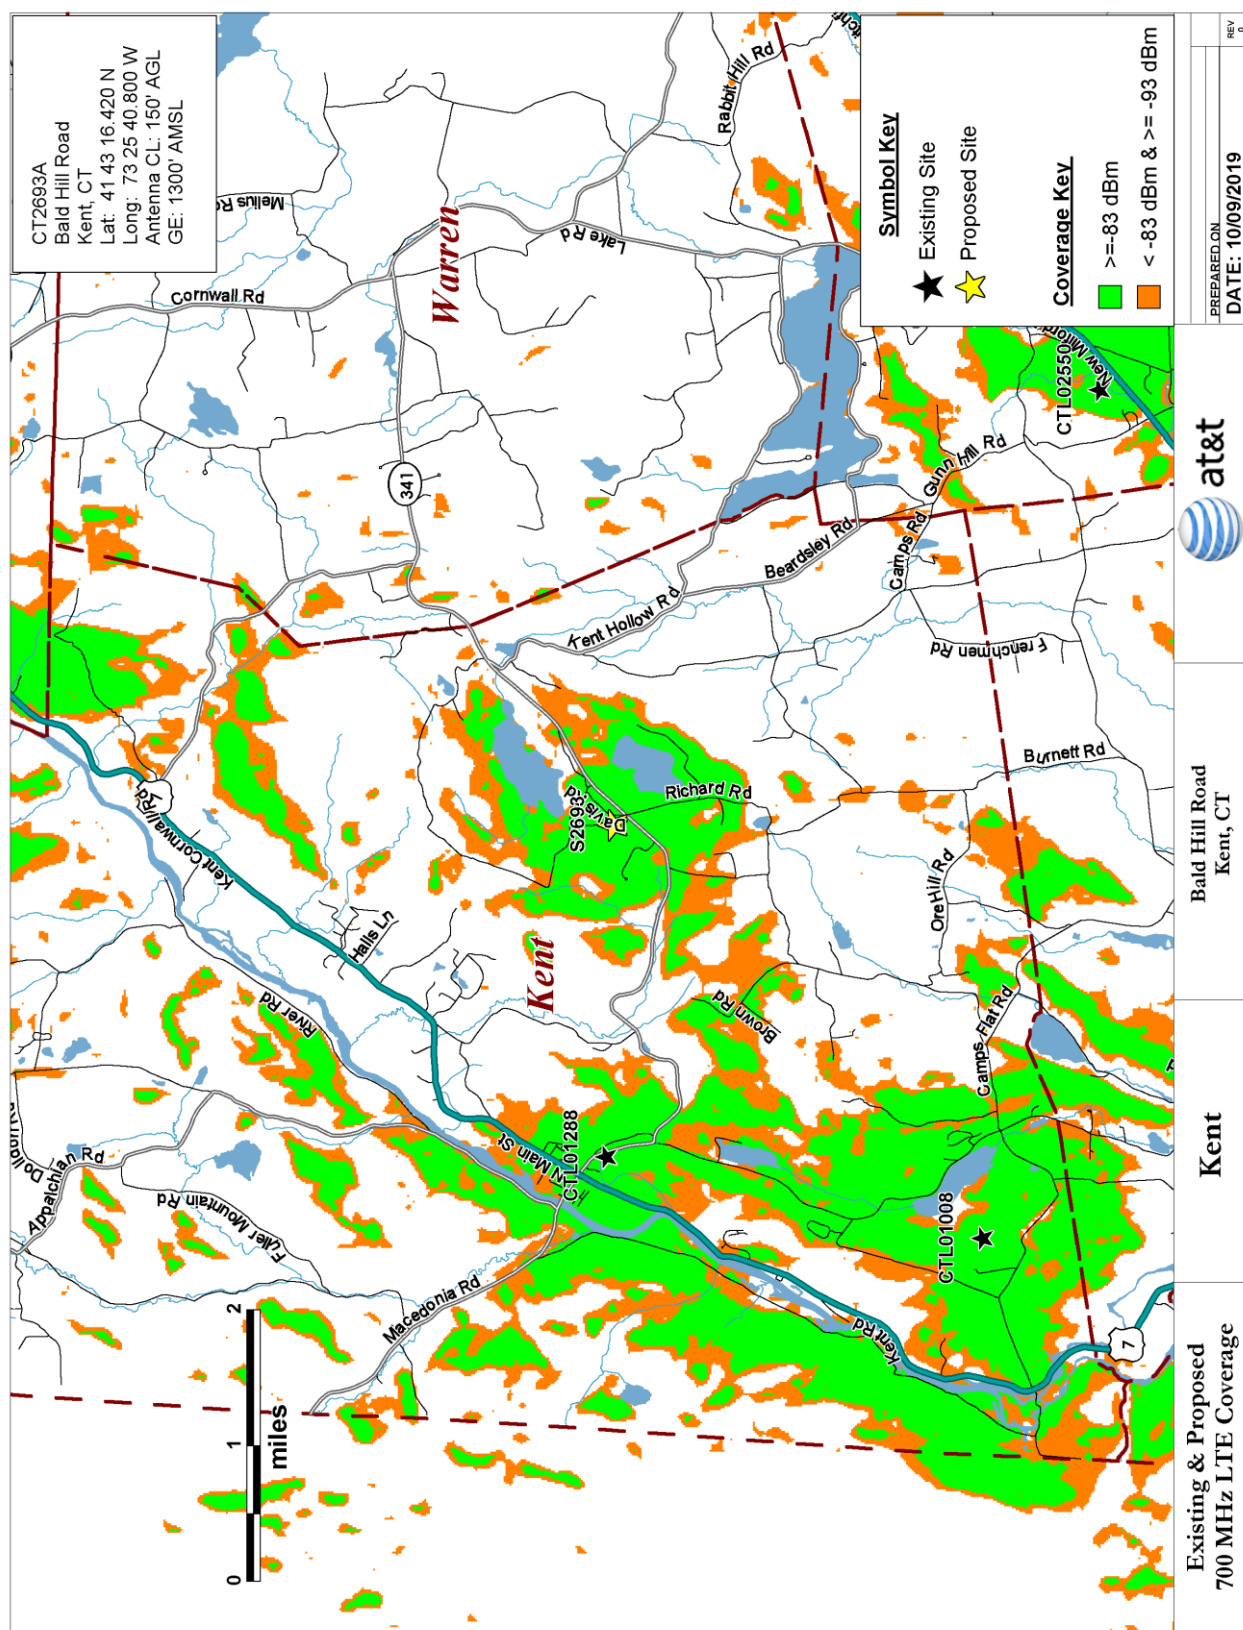 CT2693A
Bald Hill Road
Kent, CT
Lat: 41 43 16.420 N
Long: 73 25 40.800 W
Antenna CL: 150' AGL
GE: 1300' AMSL
Melius Rd
Rabbit Hill Rd
Cornwall Rd
Warren
Lake Rd
341
Kent Cornwall Rd
7
Halls Ln
River Rd
Appalchian Rd
Fuller Mountain Rd
Macedonia Rd
N Main St
CTL01288
Kent
S2693
Davis Rd
Richard Rd
Kent Hollow Rd
Beardsley Rd
Camps Rd
Gunn Hill Rd
CTL02550
New Milford
Frenchmen Rd
Burnett Rd
Ore Hill Rd
Brown Rd
Camps Flat Rd
CTL01008
Kent Rd
7
0
1
2
miles
Symbol Key
Existing Site
Proposed Site
Coverage Key
>=-83 dBm
< -83 dBm & >= -93 dBm
Existing & Proposed
700 MHz LTE Coverage
Kent
Bald Hill Road
Kent, CT
at&t
PREPARED ON
DATE: 10/09/2019
REV
0